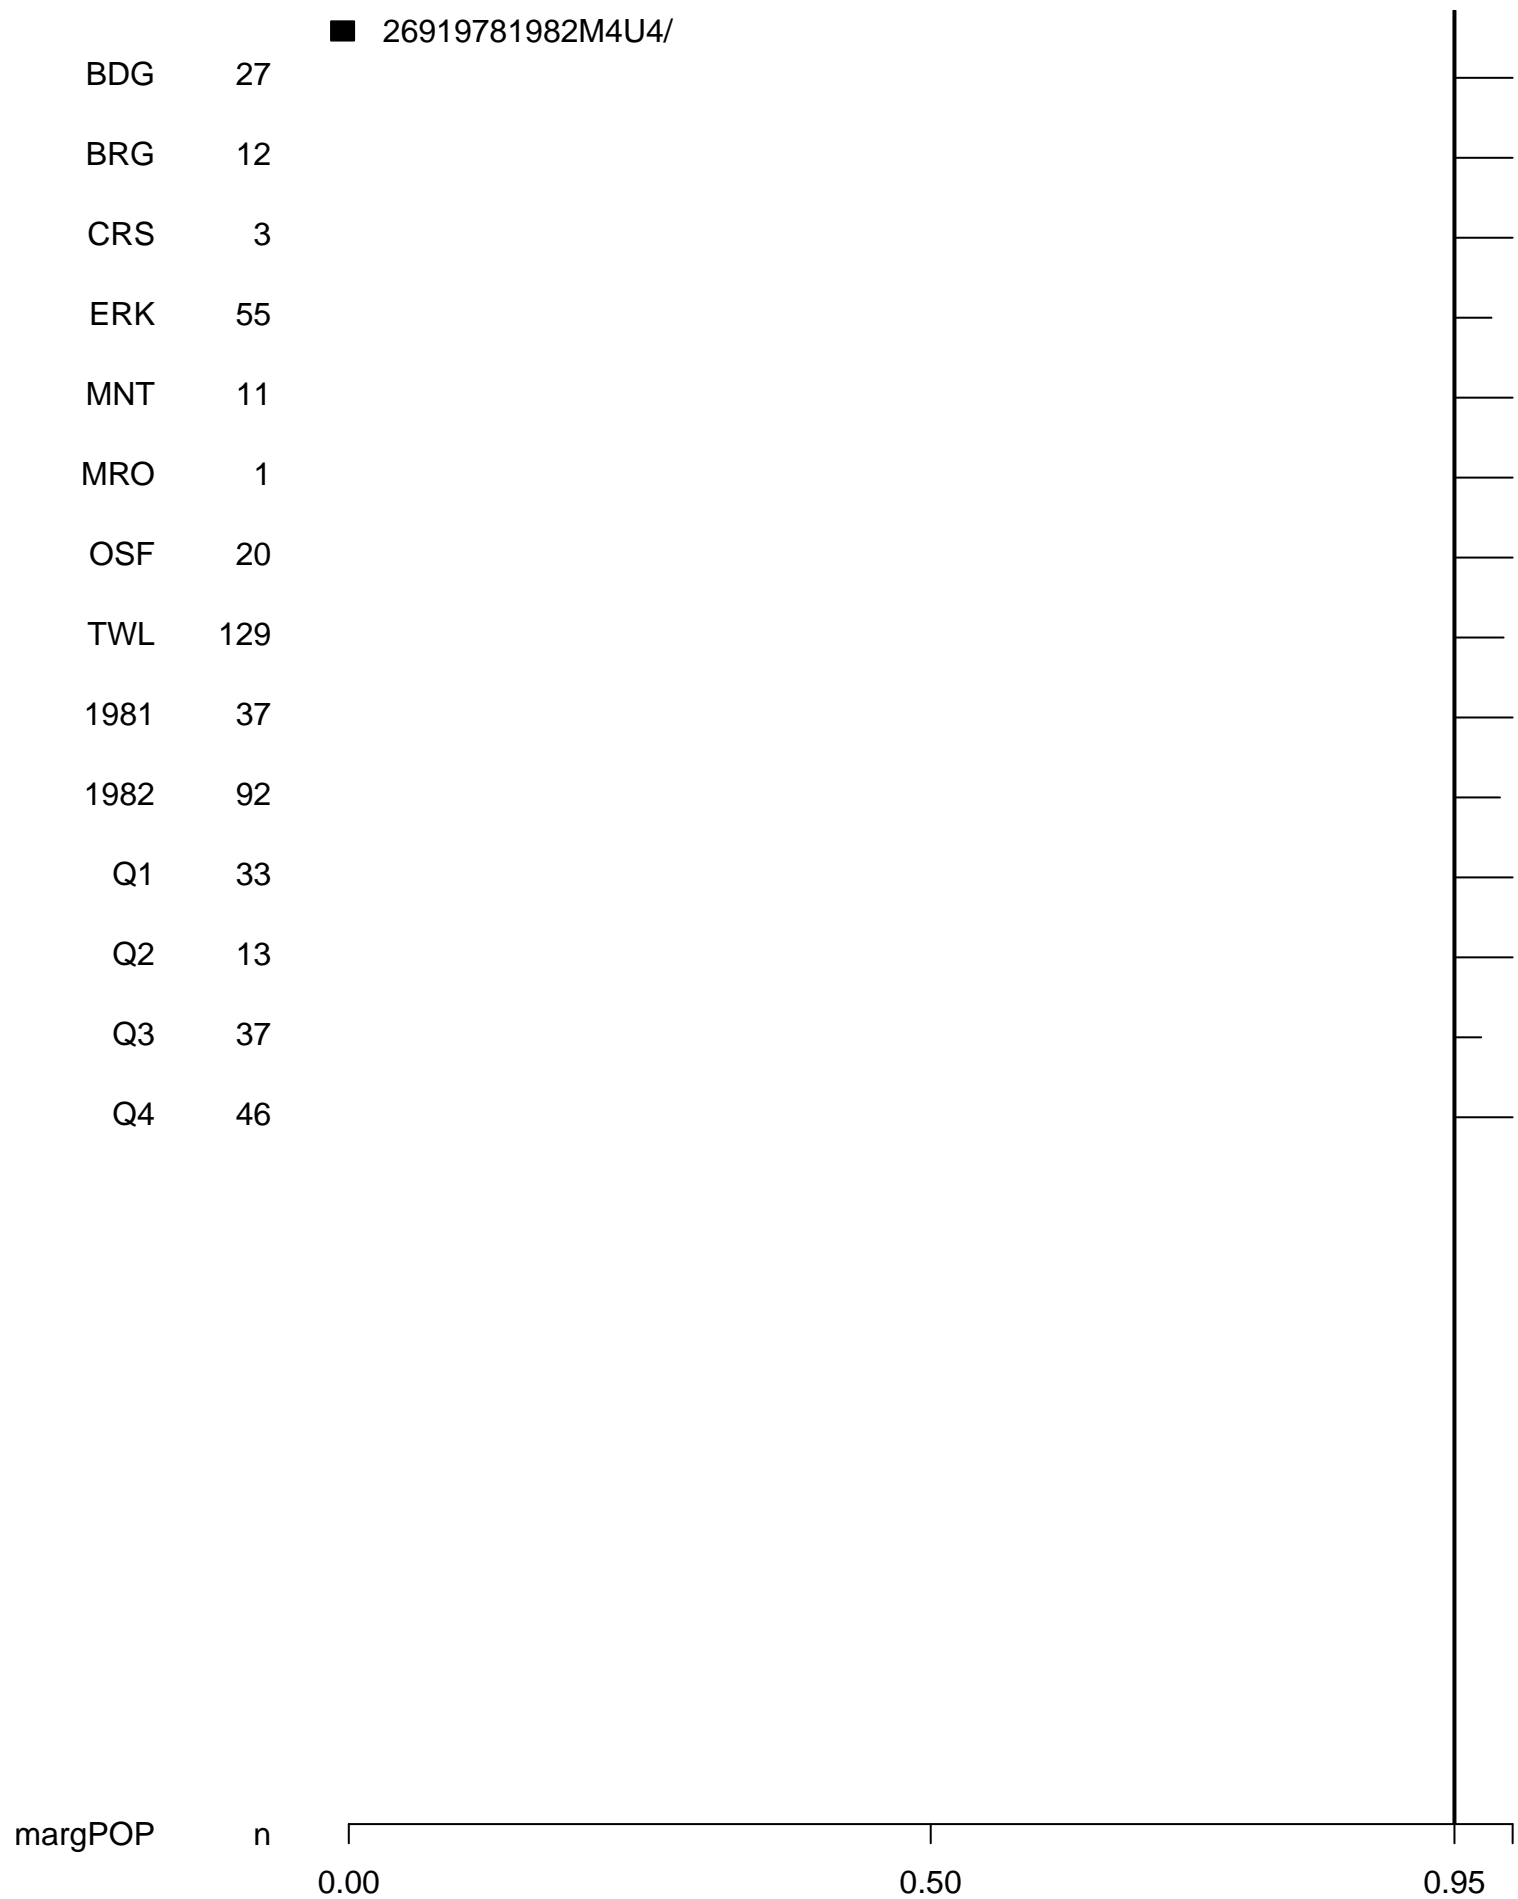 26919781982M4U4/
BDG 27
BRG 12
CRS 3
ERK 55
MNT 11
MRO 1
OSF 20
TWL 129
1981 37
1982 92
Q1 33
Q2 13
Q3 37
Q4 46
margPOP n
0.00 0.50 0.95